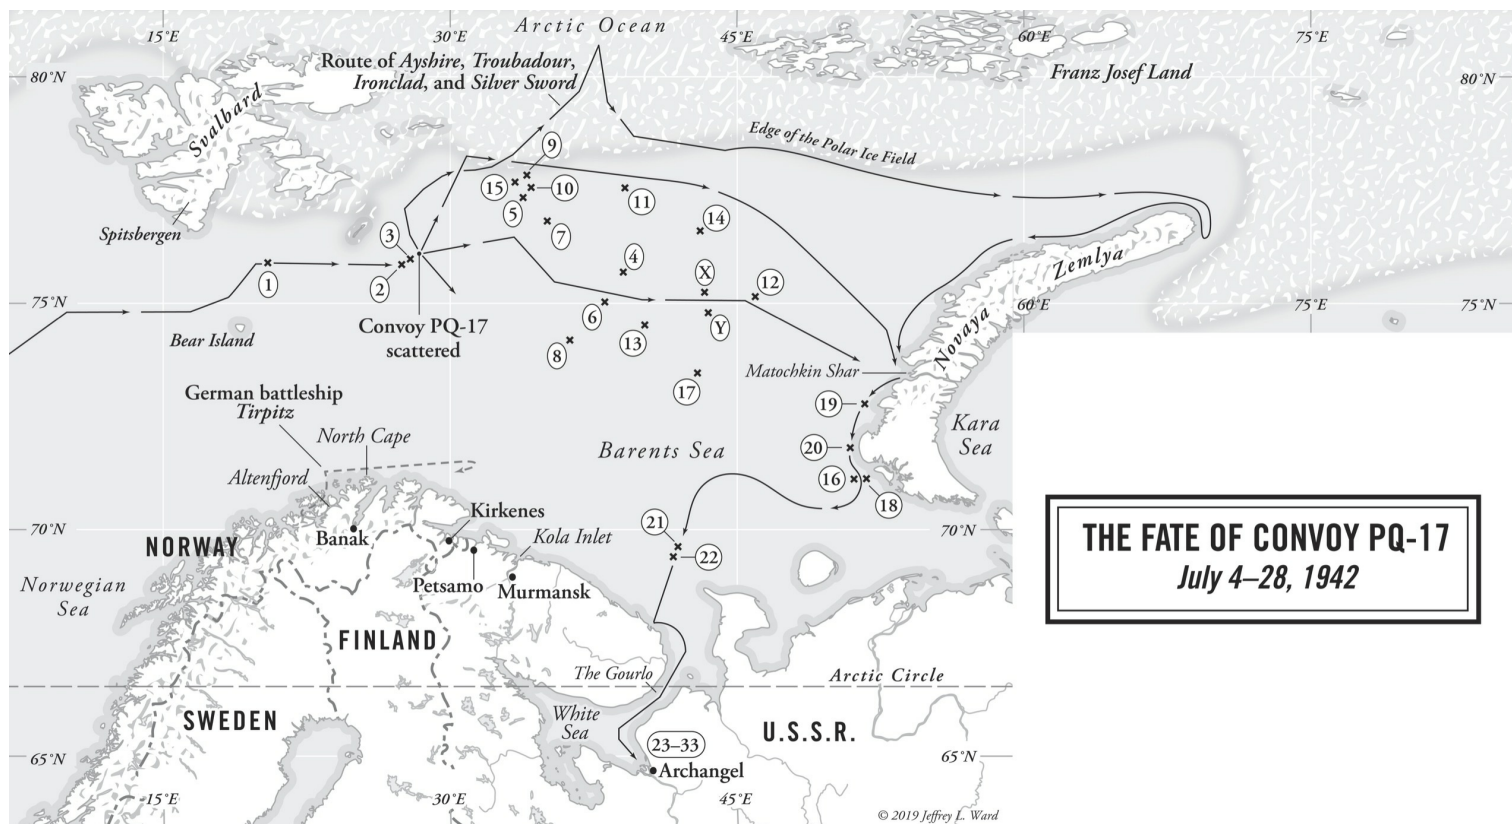 Arctic Ocean
15°E
30°E
45°E
60°E
75°E
Route of Ayshire, Troubadour,
Ironclad, and Silver Sword
80°N
Franz Josef Land
80°N
Svalbard
Edge of the Polar Ice Field
9
15
10
5
11
7
14
Spitsbergen
3
4
X
12
1
2
Zemlya
75°N
60°E
75°E
75°N
6
Y
Convoy PQ-17
scattered
Bear Island
13
8
Novaya
Matochkin Shar
17
German battleship
Tirpitz
19
North Cape
Kara
Sea
Barents Sea
20
Altenfjord
16
18
Kirkenes
21
70°N
70°N
Banak
Kola Inlet
NORWAY
22
THE FATE OF CONVOY PQ-17
July 4–28, 1942
Norwegian
Sea
Petsamo
Murmansk
FINLAND
The Gourlo
Arctic Circle
White
Sea
SWEDEN
U.S.S.R.
23–33
65°N
65°N
Archangel
15°E
30°E
45°E
© 2019 Jeffrey L. Ward